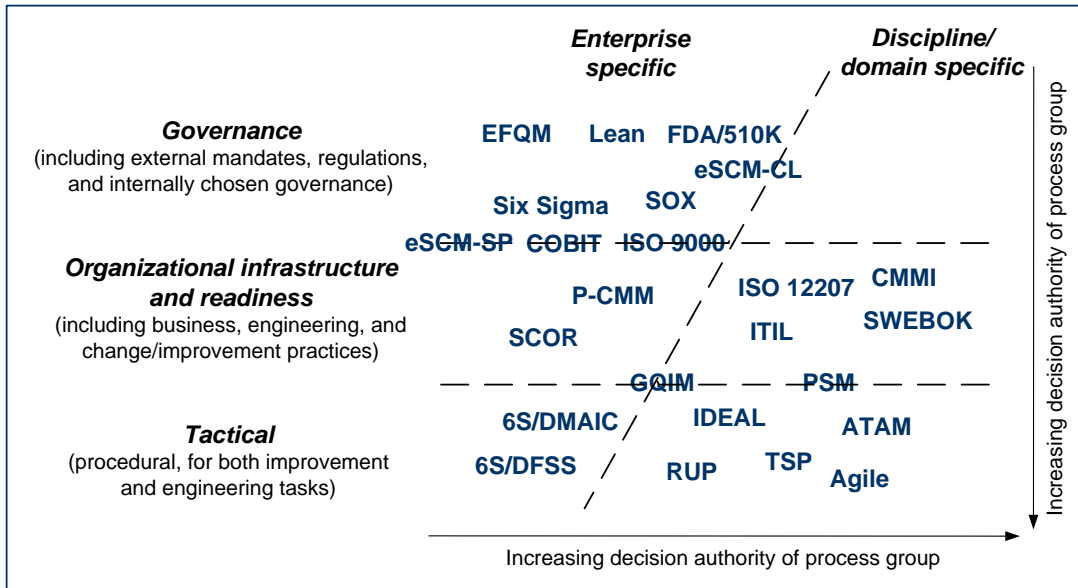 Enterprise
specific
Discipline/
domain specific
Governance
(including external mandates, regulations,
and internally chosen governance)
EFQM Lean FDA/510K
eSCM-CL
Six Sigma SOX
eSCM-SP COBIT ISO 9000
Organizational infrastructure
and readiness
(including business, engineering, and
change/improvement practices)
P-CMM ISO 12207 CMMI
SCOR ITIL SWEBOK
GQIM PSM
Tactical
(procedural, for both improvement
and engineering tasks)
6S/DMAIC IDEAL ATAM
6S/DFSS RUP TSP Agile
Increasing decision authority of process group
Increasing decision authority of process group